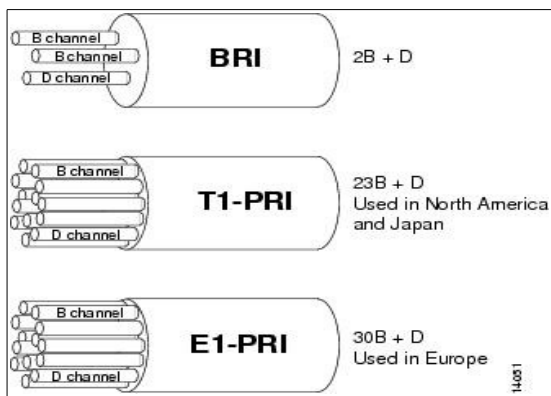 B channel
B channel
D channel
BRI
2B + D
B channel
D channel
T1-PRI
23B + D
Used in North America
and Japan
B channel
D channel
E1-PRI
30B + D
Used in Europe
14051